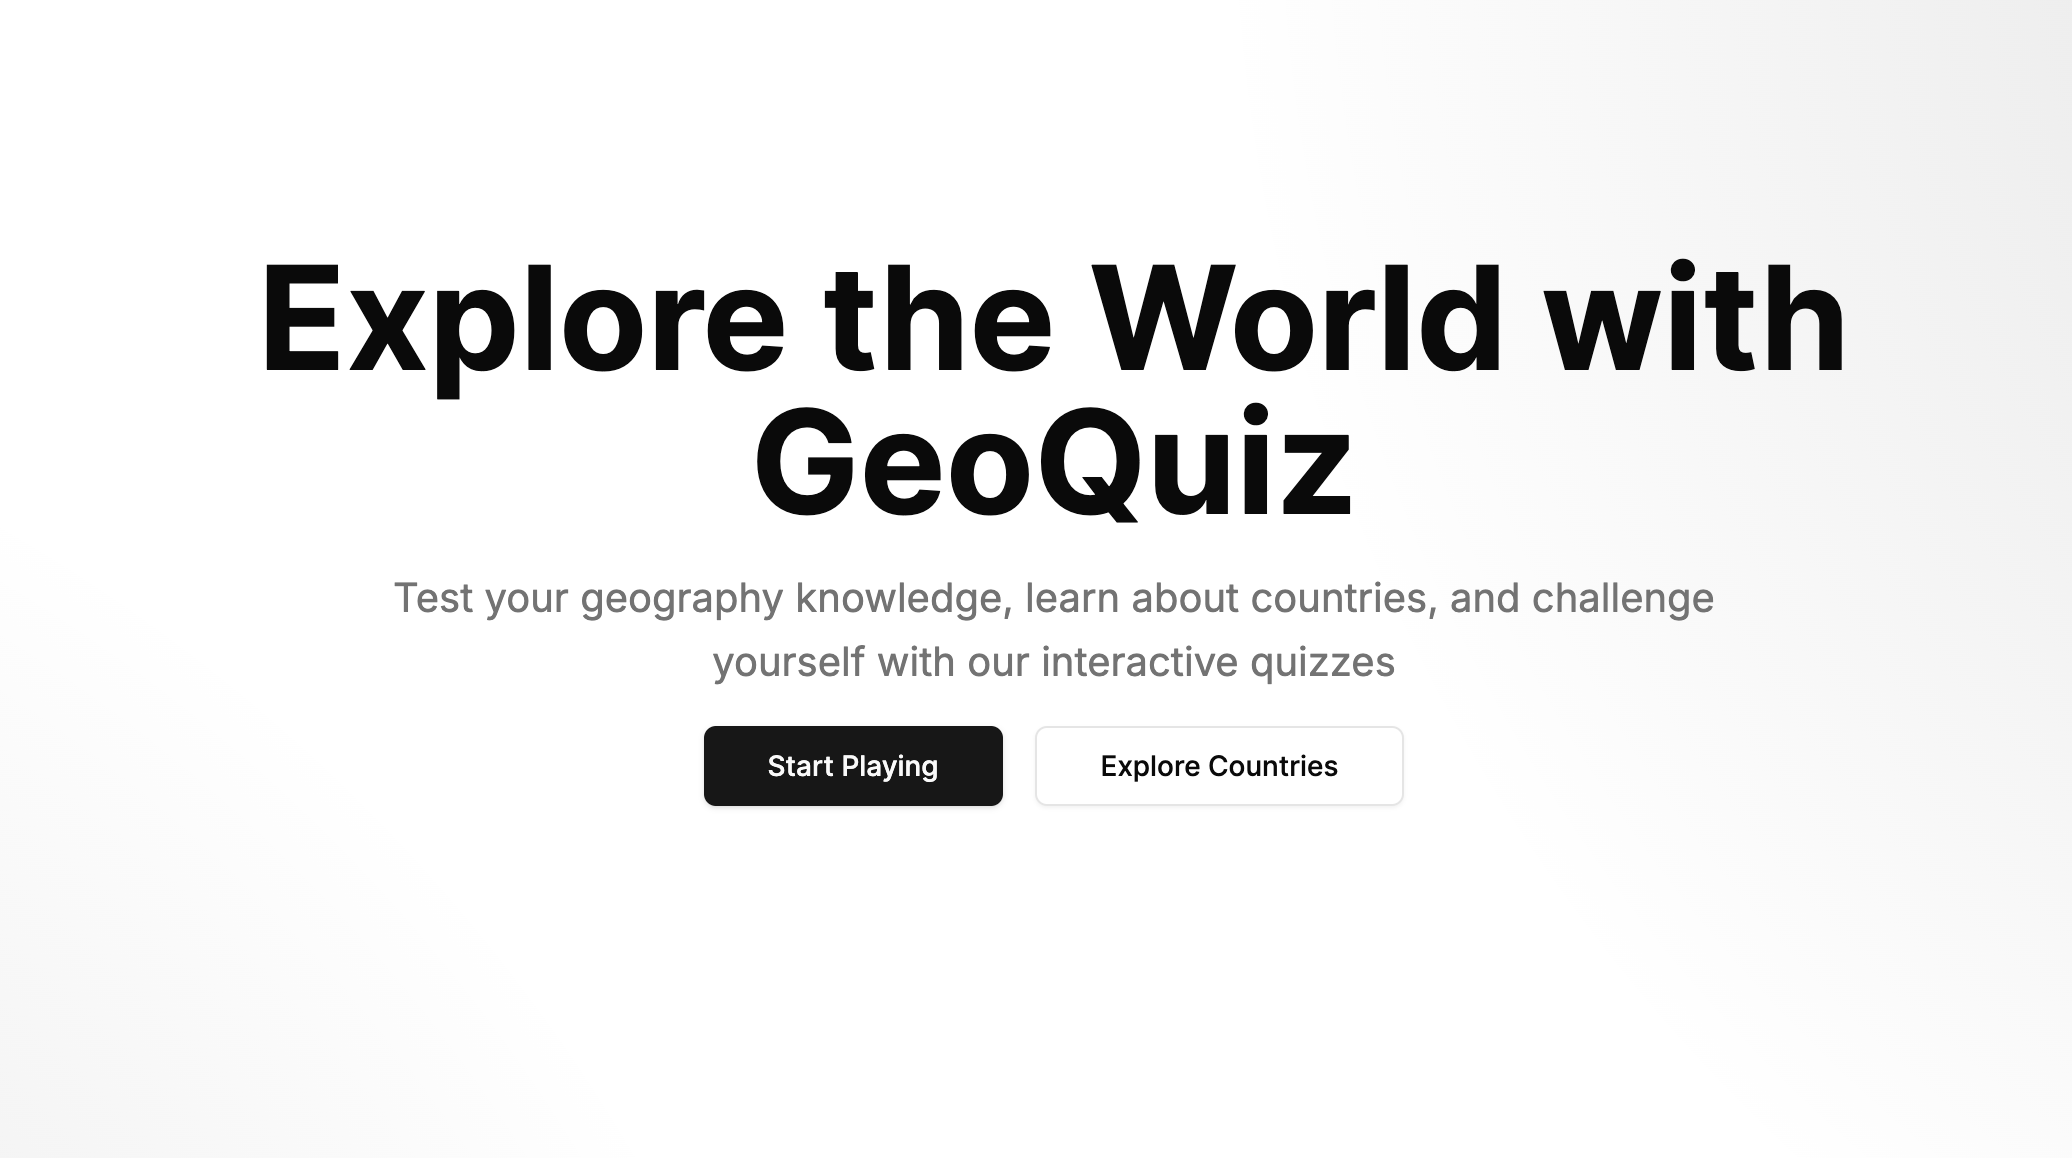 Explore the World with
GeoQuiz
Test your geography knowledge, learn about countries, and challenge
yourself with our interactive quizzes
Start Playing
Explore Countries